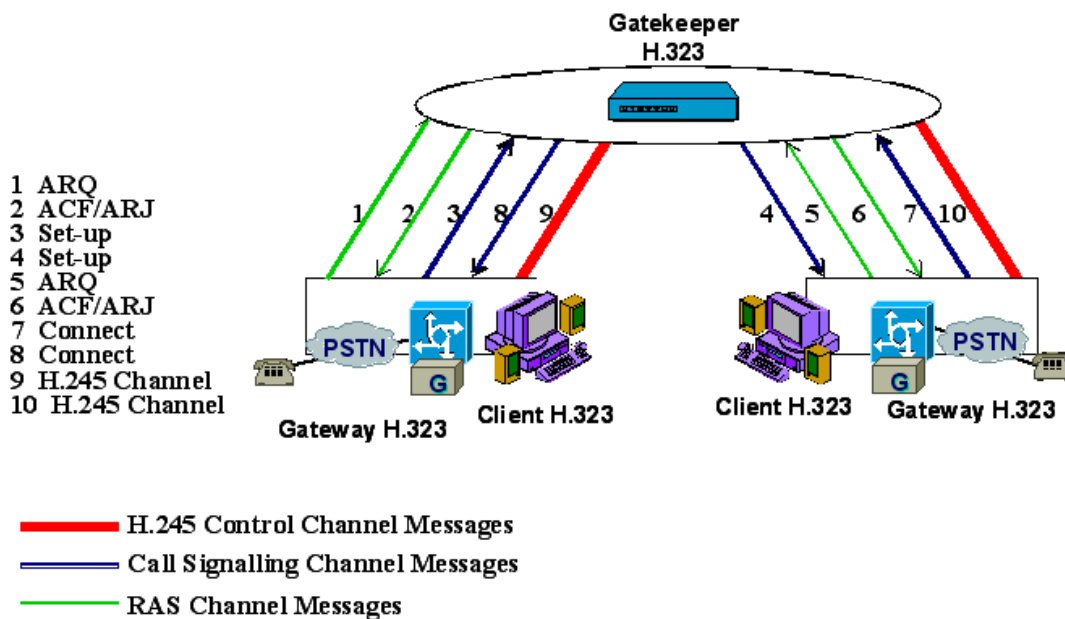 Gatekeeper
H.323
1 ARQ
2 ACF/ARJ
3 Set-up
4 Set-up
5 ARQ
6 ACF/ARJ
7 Connect
8 Connect
9 H.245 Channel
10 H.245 Channel
1 2 3 8 9
4 5 6 7 10
PSTN
G
Gateway H.323
Client H.323
Client H.323
G
PSTN
Gateway H.323
H.245 Control Channel Messages
Call Signalling Channel Messages
RAS Channel Messages